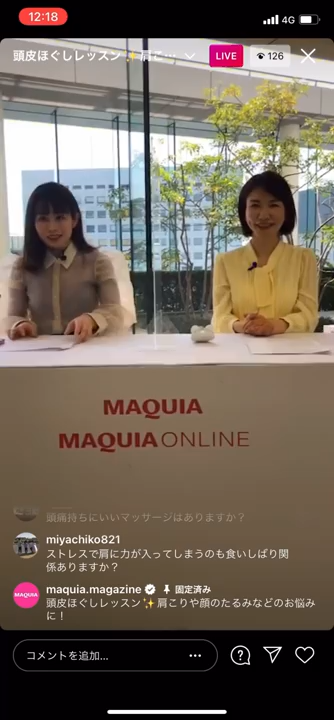 12:18
4G
頭皮ほぐしレッスン✨肩こ…
LIVE
126
MAQUIA
MAQUIA ONLINE
頭痛持ちにいいマッサージはありますか？
miyachiko821
ストレスで肩に力が入ってしまうのも食いしばり関
係ありますか？
MAQUIA
maquia.magazine 固定済み
頭皮ほぐしレッスン✨肩こりや顔のたるみなどのお悩み
に！
コメントを追加...